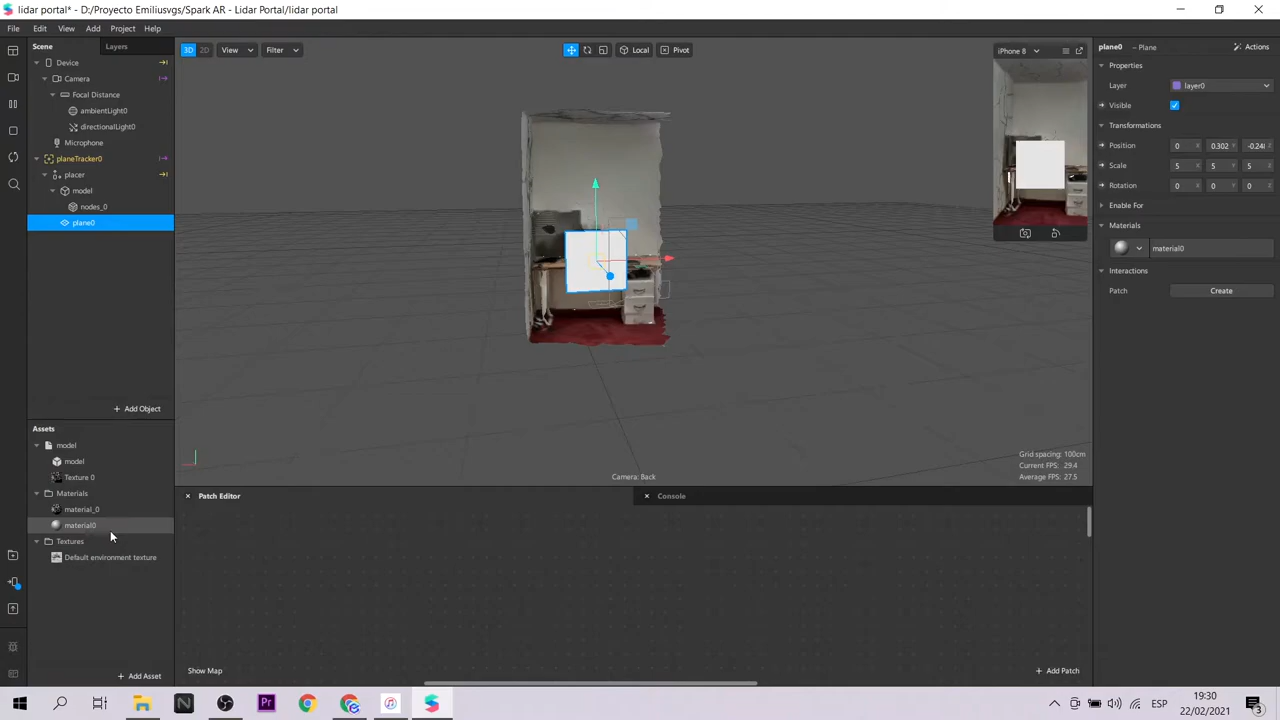 lidar portal* - D:/Proyecto Emiliusvgs/Spark AR - Lidar Portal/lidar portal
File Edit View Add Project Help
Scene Layers
Device
Camera
Focal Distance
ambientLight0
directionalLight0
Microphone
planeTracker0
placer
model
nodes_0
plane0
+ Add Object
Assets
model
model
Texture 0
Materials
material_0
material0
Textures
Default environment texture
+ Add Asset
3D 2D View Filter
Local Pivot
iPhone 8
Grid spacing: 100cm
Current FPS: 29.4
Average FPS: 27.5
Camera: Back
Patch Editor
Console
Show Map
+ Add Patch
plane0 – Plane
Actions
Properties
Layer layer0
Visible
Transformations
Position 0 0.302 -0.24
Scale 5 5 5
Rotation 0 0 0
Enable For
Materials
material0
Interactions
Patch Create
ESP
19:30
22/02/2021
3